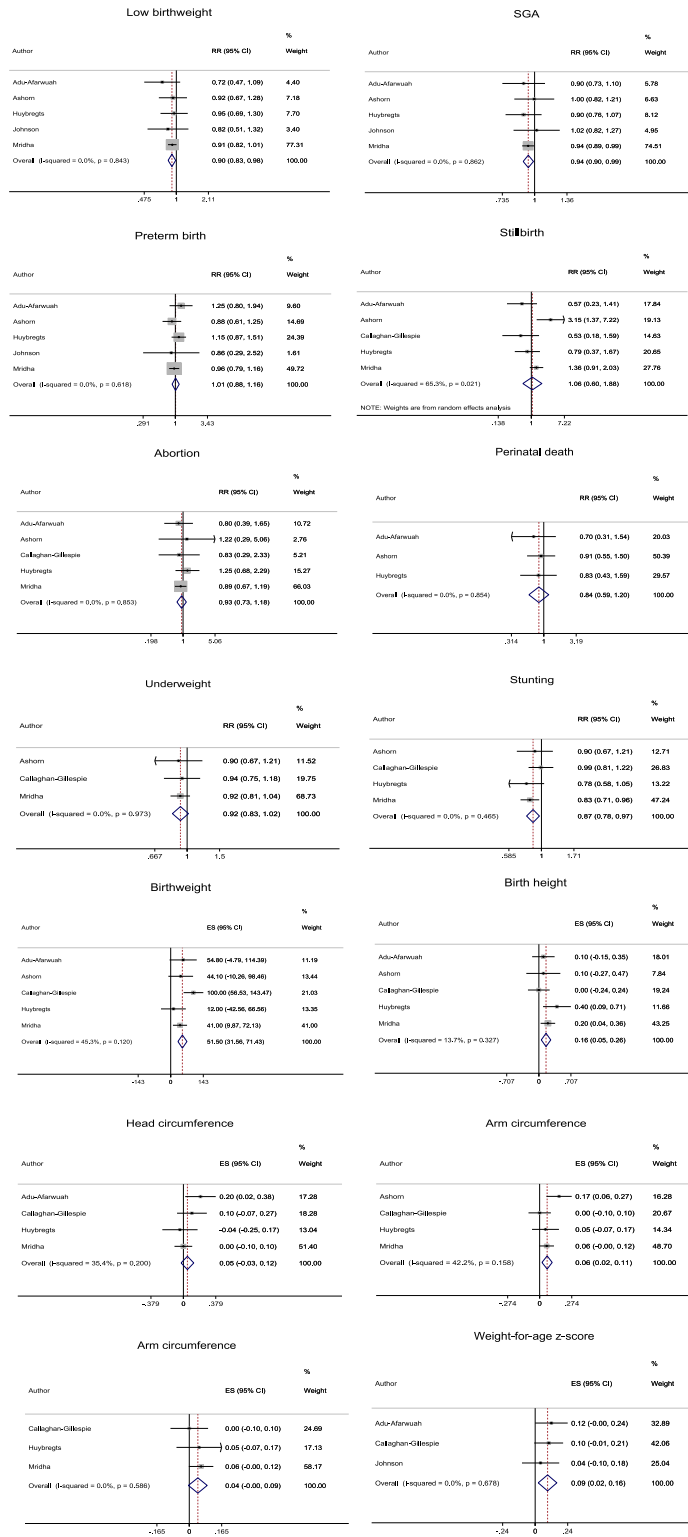 Low birthweight
%
Author RR (95% CI) Weight
Adu-Afarwuah 0.72 (0.47, 1.09) 4.40
Ashorn 0.92 (0.67, 1.28) 7.18
Huybregts 0.95 (0.69, 1.30) 7.70
Johnson 0.82 (0.51, 1.32) 3.40
Mridha 0.91 (0.82, 1.01) 77.31
Overall (I-squared = 0.0%, p = 0.843) 0.90 (0.83, 0.98) 100.00
.475 1 2.11
SGA
%
Author RR (95% CI) Weight
Adu-Afarwuah 0.90 (0.73, 1.10) 5.78
Ashorn 1.00 (0.82, 1.21) 6.63
Huybregts 0.90 (0.76, 1.07) 8.12
Johnson 1.02 (0.82, 1.27) 4.95
Mridha 0.94 (0.89, 0.99) 74.51
Overall (I-squared = 0.0%, p = 0.862) 0.94 (0.90, 0.99) 100.00
.735 1 1.36
Preterm birth
%
Author RR (95% CI) Weight
Adu-Afarwuah 1.25 (0.80, 1.94) 9.60
Ashorn 0.88 (0.61, 1.25) 14.69
Huybregts 1.15 (0.87, 1.51) 24.39
Johnson 0.86 (0.29, 2.52) 1.61
Mridha 0.96 (0.79, 1.16) 49.72
Overall (I-squared = 0.0%, p = 0.618) 1.01 (0.88, 1.16) 100.00
.291 1 3.43
Stillbirth
%
Author RR (95% CI) Weight
Adu-Afarwuah 0.57 (0.23, 1.41) 17.84
Ashorn 3.15 (1.37, 7.22) 19.13
Callaghan-Gillespie 0.53 (0.18, 1.59) 14.63
Huybregts 0.79 (0.37, 1.67) 20.65
Mridha 1.36 (0.91, 2.03) 27.76
Overall (I-squared = 65.3%, p = 0.021) 1.06 (0.60, 1.88) 100.00
NOTE: Weights are from random effects analysis
.138 1 7.22
Abortion
%
Author RR (95% CI) Weight
Adu-Afarwuah 0.80 (0.39, 1.65) 10.72
Ashorn 1.22 (0.29, 5.06) 2.76
Callaghan-Gillespie 0.83 (0.29, 2.33) 5.21
Huybregts 1.25 (0.68, 2.29) 15.27
Mridha 0.89 (0.67, 1.19) 66.03
Overall (I-squared = 0.0%, p = 0.853) 0.93 (0.73, 1.18) 100.00
.198 1 5.06
Perinatal death
%
Author RR (95% CI) Weight
Adu-Afarwuah 0.70 (0.31, 1.54) 20.03
Ashorn 0.91 (0.55, 1.50) 50.39
Huybregts 0.83 (0.43, 1.59) 29.57
Overall (I-squared = 0.0%, p = 0.854) 0.84 (0.59, 1.20) 100.00
.314 1 3.19
Underweight
%
Author RR (95% CI) Weight
Ashorn 0.90 (0.67, 1.21) 11.52
Callaghan-Gillespie 0.94 (0.75, 1.18) 19.75
Mridha 0.92 (0.81, 1.04) 68.73
Overall (I-squared = 0.0%, p = 0.973) 0.92 (0.83, 1.02) 100.00
.667 1 1.5
Stunting
%
Author RR (95% CI) Weight
Ashorn 0.90 (0.67, 1.21) 12.71
Callaghan-Gillespie 0.99 (0.81, 1.22) 26.83
Huybregts 0.78 (0.58, 1.05) 13.22
Mridha 0.83 (0.71, 0.96) 47.24
Overall (I-squared = 0.0%, p = 0.465) 0.87 (0.78, 0.97) 100.00
.585 1 1.71
Birthweight
%
Author ES (95% CI) Weight
Adu-Afarwuah 54.80 (-4.79, 114.39) 11.19
Ashorn 44.10 (-10.26, 98.46) 13.44
Callaghan-Gillespie 100.00 (56.53, 143.47) 21.03
Huybregts 12.00 (-42.56, 66.56) 13.35
Mridha 41.00 (9.87, 72.13) 41.00
Overall (I-squared = 45.3%, p = 0.120) 51.50 (31.56, 71.43) 100.00
-143 0 143
Birth height
%
Author ES (95% CI) Weight
Adu-Afarwuah 0.10 (-0.15, 0.35) 18.01
Ashorn 0.10 (-0.27, 0.47) 7.84
Callaghan-Gillespie 0.00 (-0.24, 0.24) 19.24
Huybregts 0.40 (0.09, 0.71) 11.66
Mridha 0.20 (0.04, 0.36) 43.25
Overall (I-squared = 13.7%, p = 0.327) 0.16 (0.05, 0.26) 100.00
-.707 0 .707
Head circumference
%
Author ES (95% CI) Weight
Adu-Afarwuah 0.20 (0.02, 0.38) 17.28
Callaghan-Gillespie 0.10 (-0.07, 0.27) 18.28
Huybregts -0.04 (-0.25, 0.17) 13.04
Mridha 0.00 (-0.10, 0.10) 51.40
Overall (I-squared = 35.4%, p = 0.200) 0.05 (-0.03, 0.12) 100.00
-.379 0 .379
Arm circumference
%
Author ES (95% CI) Weight
Ashorn 0.17 (0.06, 0.27) 16.28
Callaghan-Gillespie 0.00 (-0.10, 0.10) 20.67
Huybregts 0.05 (-0.07, 0.17) 14.34
Mridha 0.06 (-0.00, 0.12) 48.70
Overall (I-squared = 42.2%, p = 0.158) 0.06 (0.02, 0.11) 100.00
-.274 0 .274
Arm circumference
%
Author ES (95% CI) Weight
Callaghan-Gillespie 0.00 (-0.10, 0.10) 24.69
Huybregts 0.05 (-0.07, 0.17) 17.13
Mridha 0.06 (-0.00, 0.12) 58.17
Overall (I-squared = 0.0%, p = 0.586) 0.04 (-0.00, 0.09) 100.00
-.165 0 .165
Weight-for-age z-score
%
Author ES (95% CI) Weight
Adu-Afarwuah 0.12 (-0.00, 0.24) 32.89
Callaghan-Gillespie 0.10 (-0.01, 0.21) 42.06
Johnson 0.04 (-0.10, 0.18) 25.04
Overall (I-squared = 0.0%, p = 0.678) 0.09 (0.02, 0.16) 100.00
-.24 0 .24